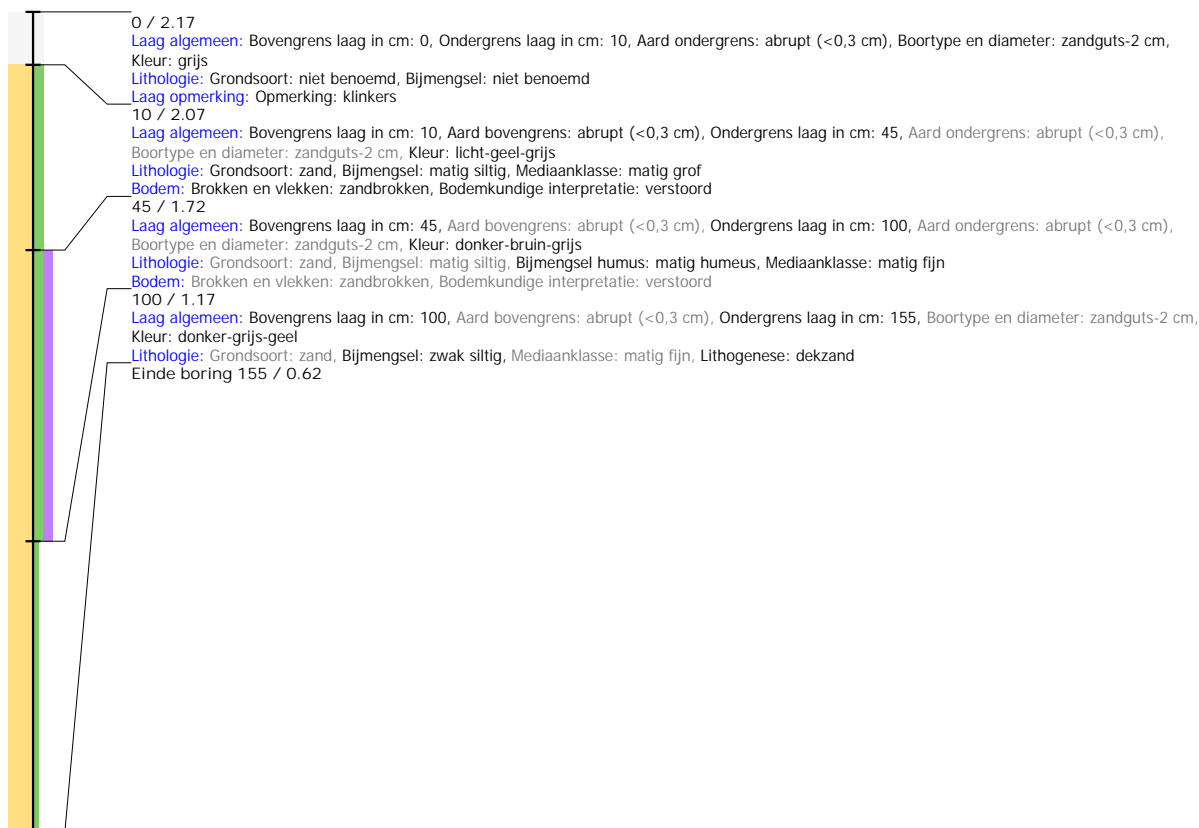 0 / 2.17
Laag algemeen: Bovengrens laag in cm: 0, Ondergrens laag in cm: 10, Aard ondergrens: abrupt (<0,3 cm), Boortype en diameter: zandguts-2 cm,
Kleur: grijs
Lithologie: Grondsoort: niet benoemd, Bijmengsel: niet benoemd
Laag opmerking: Opmerking: klinkers
10 / 2.07
Laag algemeen: Bovengrens laag in cm: 10, Aard bovengrens: abrupt (<0,3 cm), Ondergrens laag in cm: 45, Aard ondergrens: abrupt (<0,3 cm),
Boortype en diameter: zandguts-2 cm, Kleur: licht-geel-grijs
Lithologie: Grondsoort: zand, Bijmengsel: matig siltig, Mediaanklasse: matig grof
Bodem: Brokken en vlekken: zandbrokken, Bodemkundige interpretatie: verstoord
45 / 1.72
Laag algemeen: Bovengrens laag in cm: 45, Aard bovengrens: abrupt (<0,3 cm), Ondergrens laag in cm: 100, Aard ondergrens: abrupt (<0,3 cm),
Boortype en diameter: zandguts-2 cm, Kleur: donker-bruin-grijs
Lithologie: Grondsoort: zand, Bijmengsel: matig siltig, Bijmengsel humus: matig humeus, Mediaanklasse: matig fijn
Bodem: Brokken en vlekken: zandbrokken, Bodemkundige interpretatie: verstoord
100 / 1.17
Laag algemeen: Bovengrens laag in cm: 100, Aard bovengrens: abrupt (<0,3 cm), Ondergrens laag in cm: 155, Boortype en diameter: zandguts-2 cm,
Kleur: donker-grijs-geel
Lithologie: Grondsoort: zand, Bijmengsel: zwak siltig, Mediaanklasse: matig fijn, Lithogenese: dekzand
Einde boring 155 / 0.62